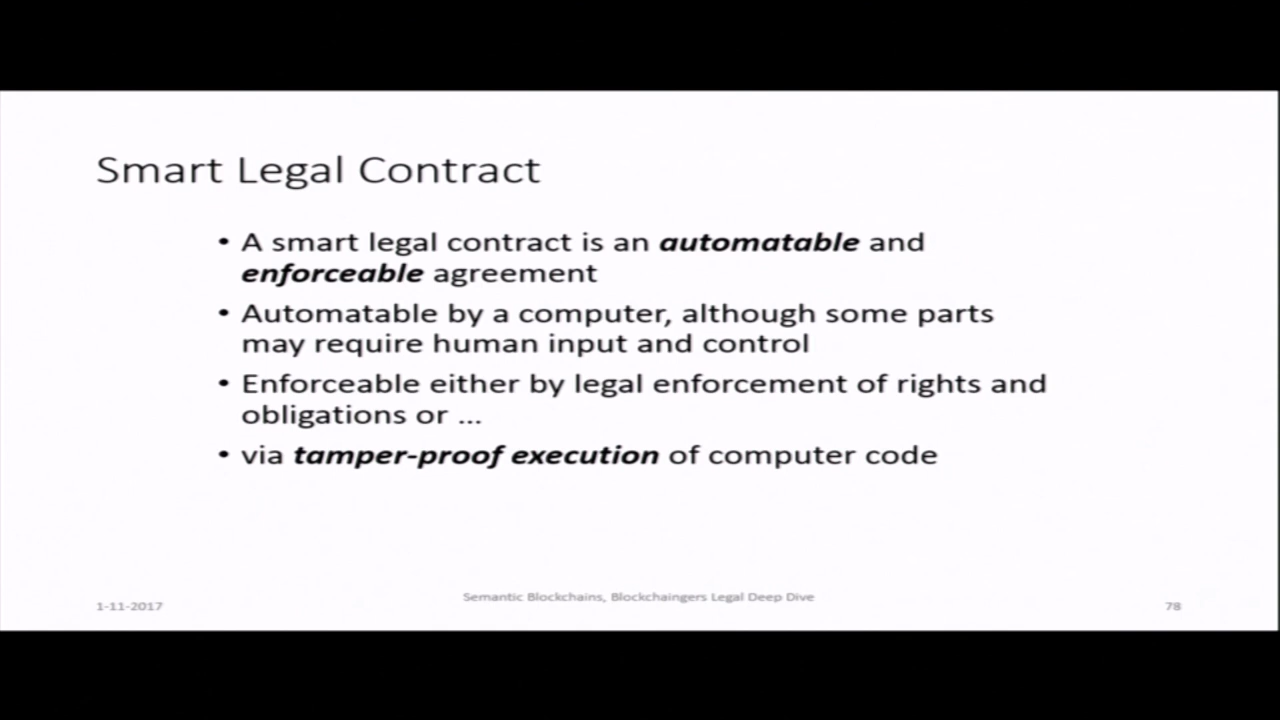 Smart Legal Contract
• A smart legal contract is an automatable and
enforceable agreement
• Automatable by a computer, although some parts
may require human input and control
• Enforceable either by legal enforcement of rights and
obligations or ...
• via tamper-proof execution of computer code
1-11-2017
Semantic Blockchains, Blockchaingers Legal Deep Dive
78